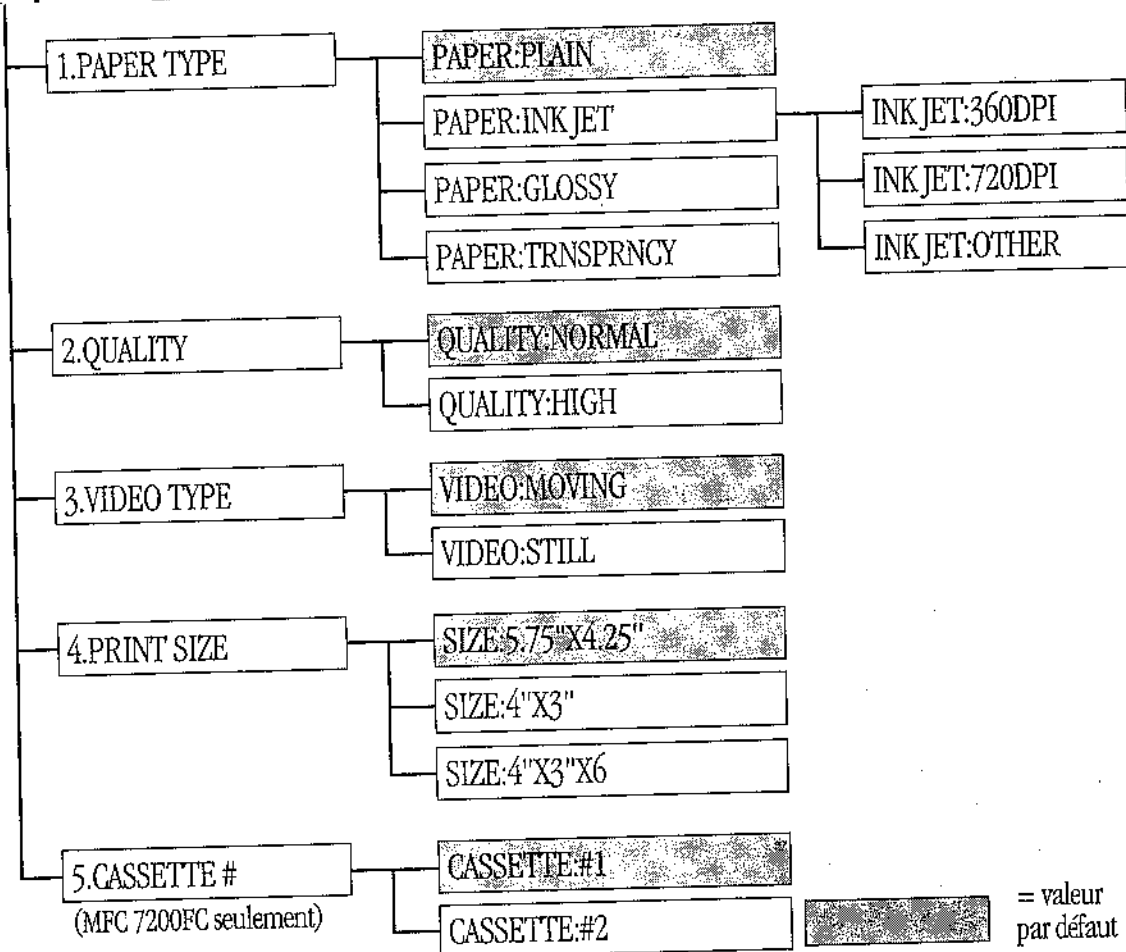 1.PAPER TYPE
PAPER:PLAIN
PAPER:INK JET
INK JET:360DPI
INK JET:720DPI
INK JET:OTHER
PAPER:GLOSSY
PAPER:TRNSPRNCY
2.QUALITY
QUALITY:NORMAL
QUALITY:HIGH
3.VIDEO TYPE
VIDEO:MOVING
VIDEO:STILL
4.PRINT SIZE
SIZE:5.75"X4.25"
SIZE:4"X3"
SIZE:4"X3"X6
5.CASSETTE #
(MFC 7200FC seulement)
CASSETTE:#1
CASSETTE:#2
= valeur
par défaut